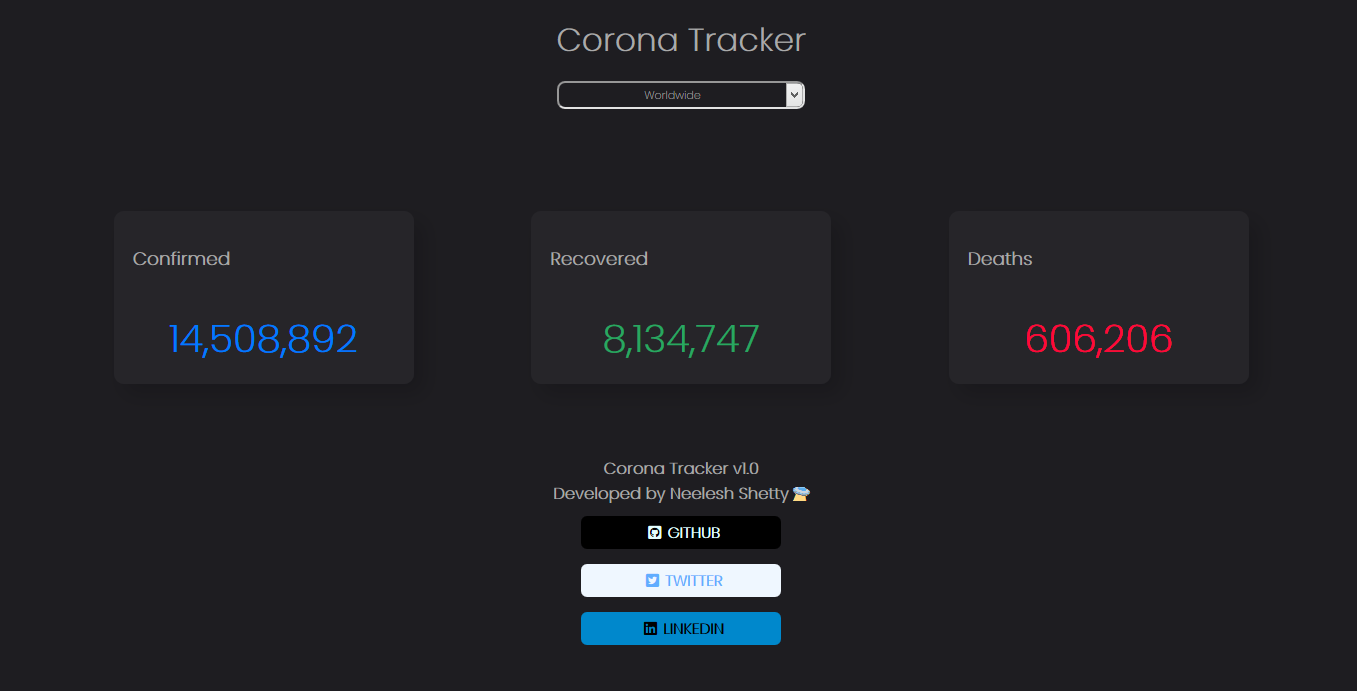 Corona Tracker
Worldwide
Confirmed
14,508,892
Recovered
8,134,747
Deaths
606,206
Corona Tracker v1.0
Developed by Neelesh Shetty
GITHUB
TWITTER
LINKEDIN